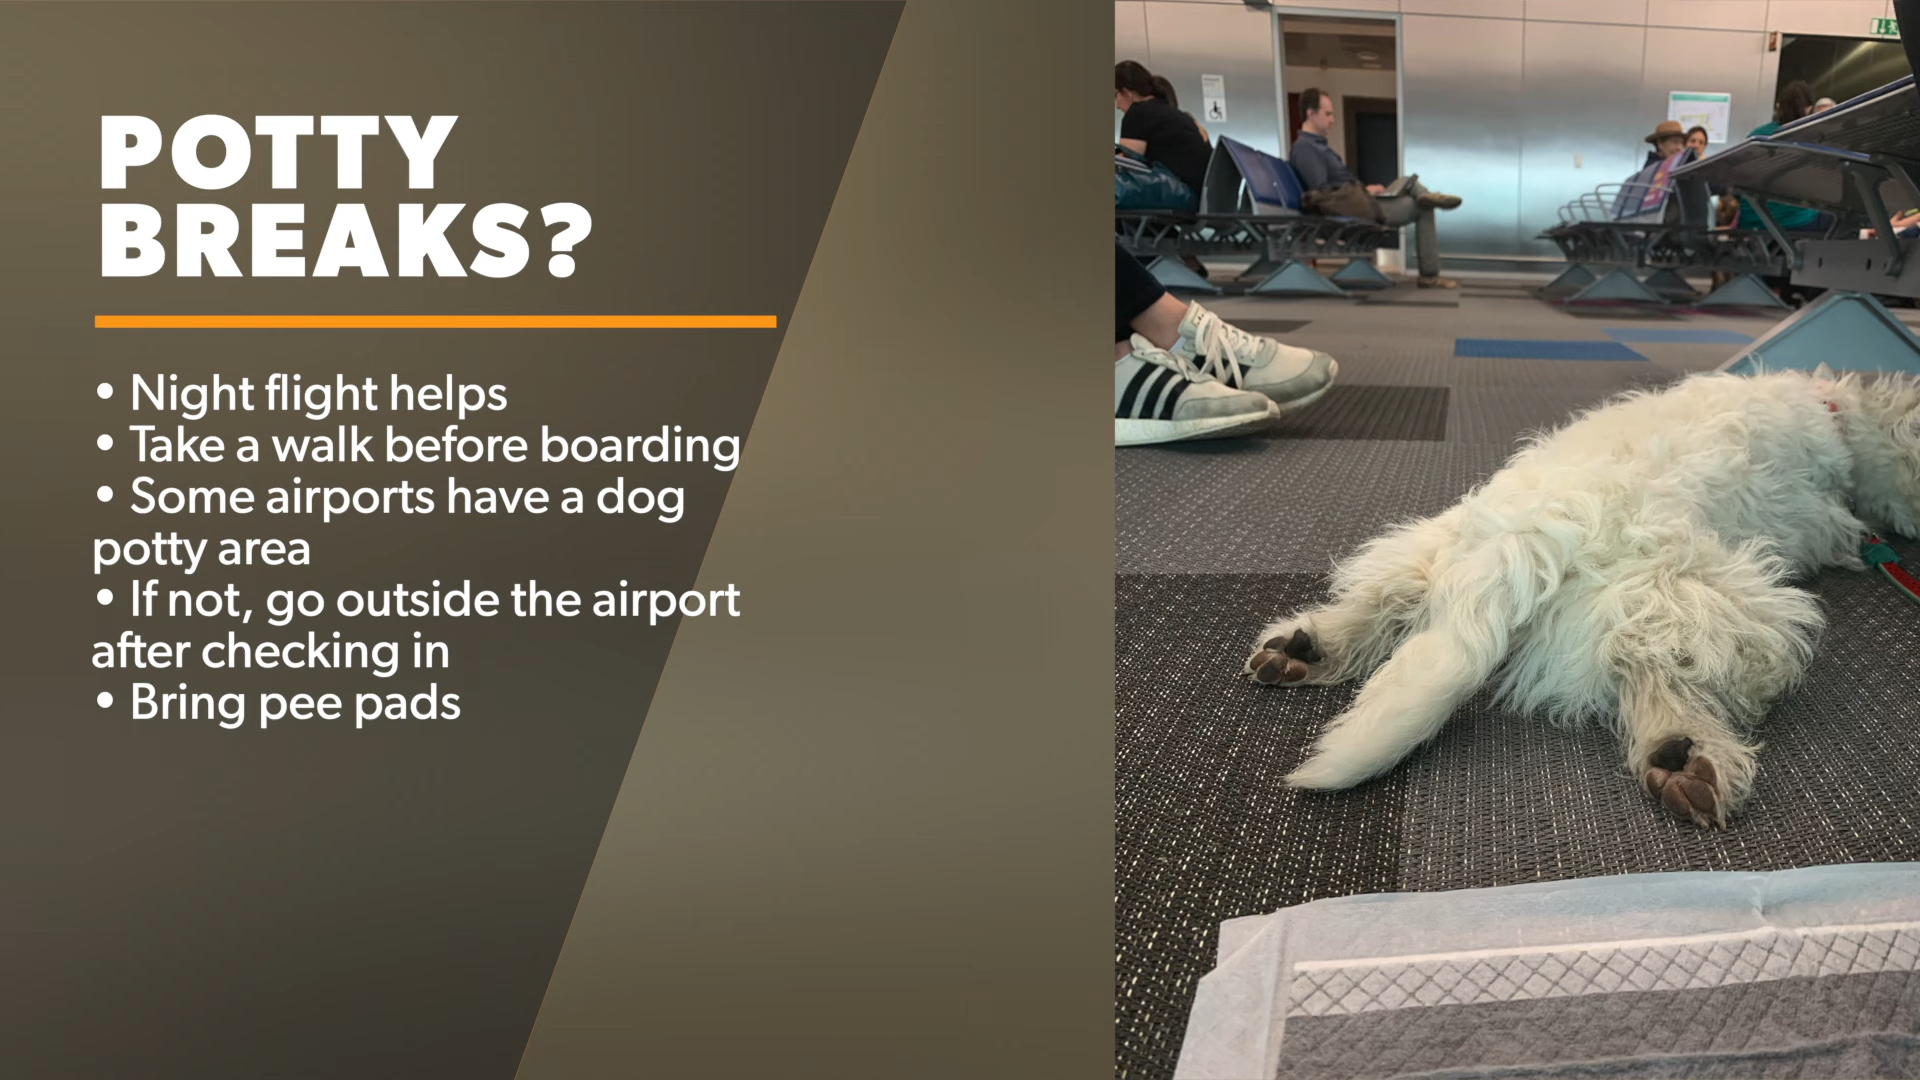 POTTY
BREAKS?
• Night flight helps
• Take a walk before boarding
• Some airports have a dog
potty area
• If not, go outside the airport
after checking in
• Bring pee pads